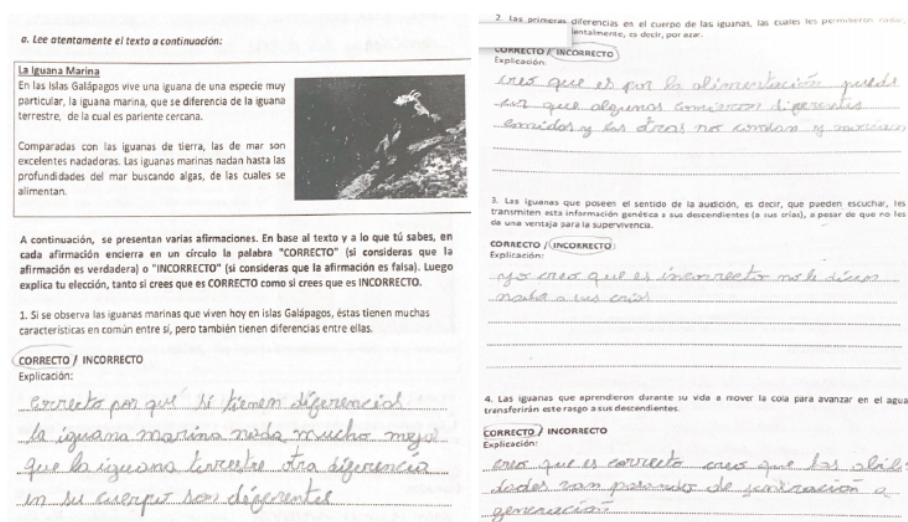 a. Lee atentamente el texto a continuación:
La Iguana Marina
En las Islas Galápagos vive una iguana de una especie muy
particular, la iguana marina, que se diferencia de la iguana
terrestre, de la cual es pariente cercana.
Comparadas con las iguanas de tierra, las de mar son
excelentes nadadoras. Las iguanas marinas nadan hasta las
profundidades del mar buscando algas, de las cuales se
alimentan.
A continuación, se presentan varias afirmaciones. En base al texto y a lo que tú sabes, en
cada afirmación encierra en un círculo la palabra "CORRECTO" (si consideras que la
afirmación es verdadera) o "INCORRECTO" (si consideras que la afirmación es falsa). Luego
explica tu elección, tanto si crees que es CORRECTO como si crees que es INCORRECTO.
1. Si se observa las iguanas marinas que viven hoy en islas Galápagos, éstas tienen muchas
características en común entre sí, pero también tienen diferencias entre ellas.
CORRECTO / INCORRECTO
Explicación:
Correcto por que si tienen diferencias
la iguana marina nada mucho mejor
que la iguana terrestre otra diferencia
en su cuerpo son diferentes
2. Las primeras diferencias en el cuerpo de las iguanas, las cuales les permitieron nadar,
lentalmente, es decir, por azar.
CORRECTO / INCORRECTO
Explicación:
creo que es por la alimentación puede
ser que algunos comieron diferentes
comidas y las otras no comian y murieron
3. Las iguanas que poseen el sentido de la audición, es decir, que pueden escuchar, les
transmiten esta información genética a sus descendientes (a sus crías), a pesar de que no les
da una ventaja para la supervivencia.
CORRECTO / INCORRECTO
Explicación:
yo creo que es incorrecto no le dicen
nada a sus crias
4. Las iguanas que aprendieron durante su vida a mover la cola para avanzar en el agua
transferirán este rasgo a sus descendientes.
CORRECTO / INCORRECTO
Explicación:
creo que es correcto creo que las abili
dades van pasando de generación a
generación